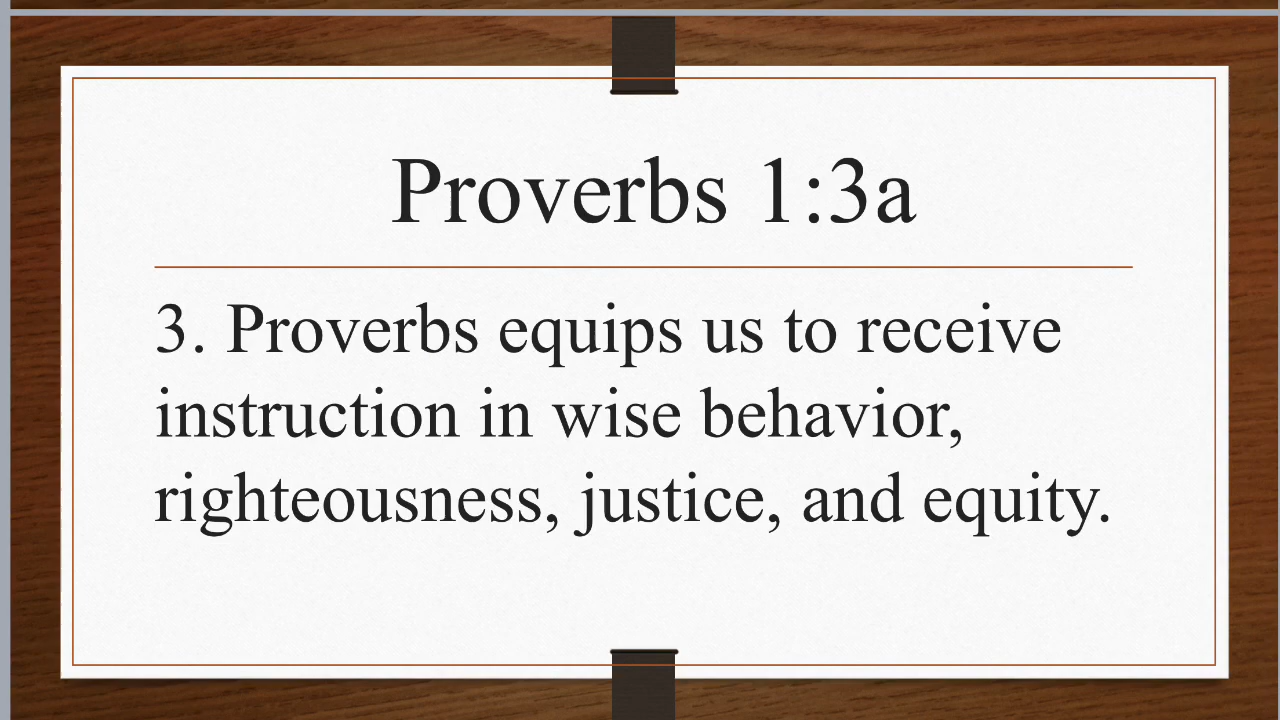 Proverbs 1:3a
3. Proverbs equips us to receive
instruction in wise behavior,
righteousness, justice, and equity.